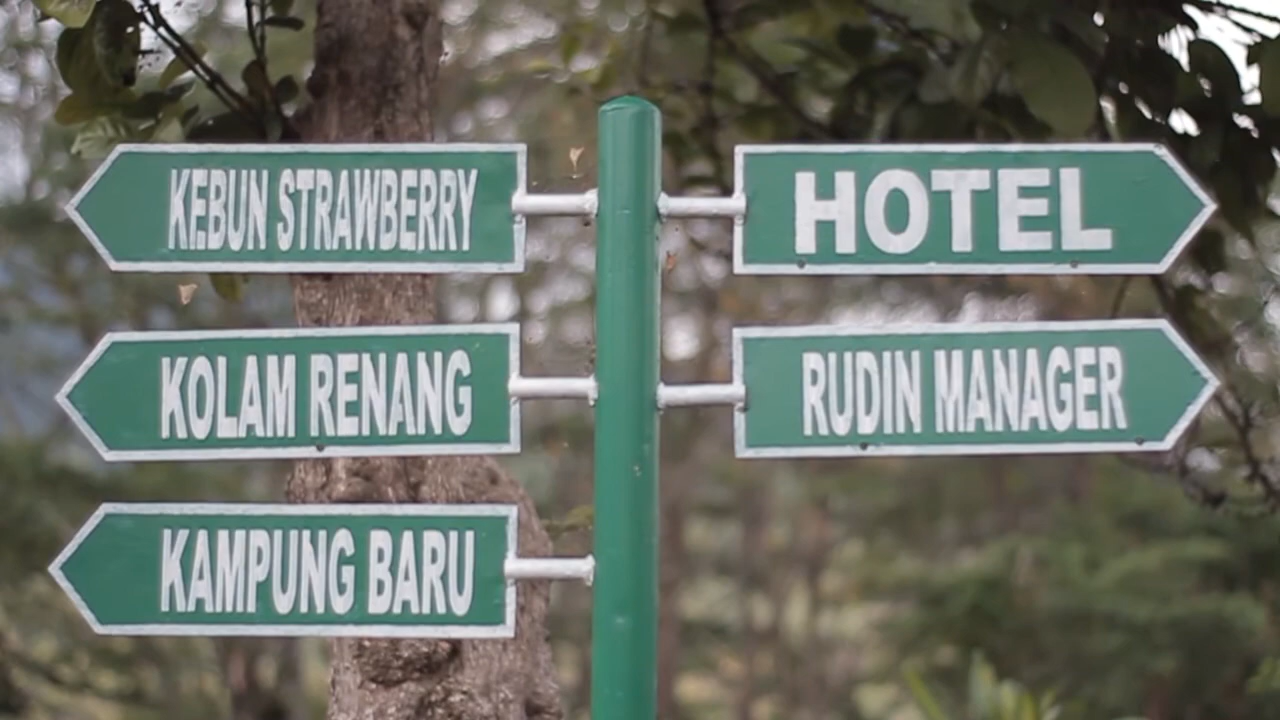 KEBUN STRAWBERRY
HOTEL
KOLAM RENANG
RUDIN MANAGER
KAMPUNG BARU